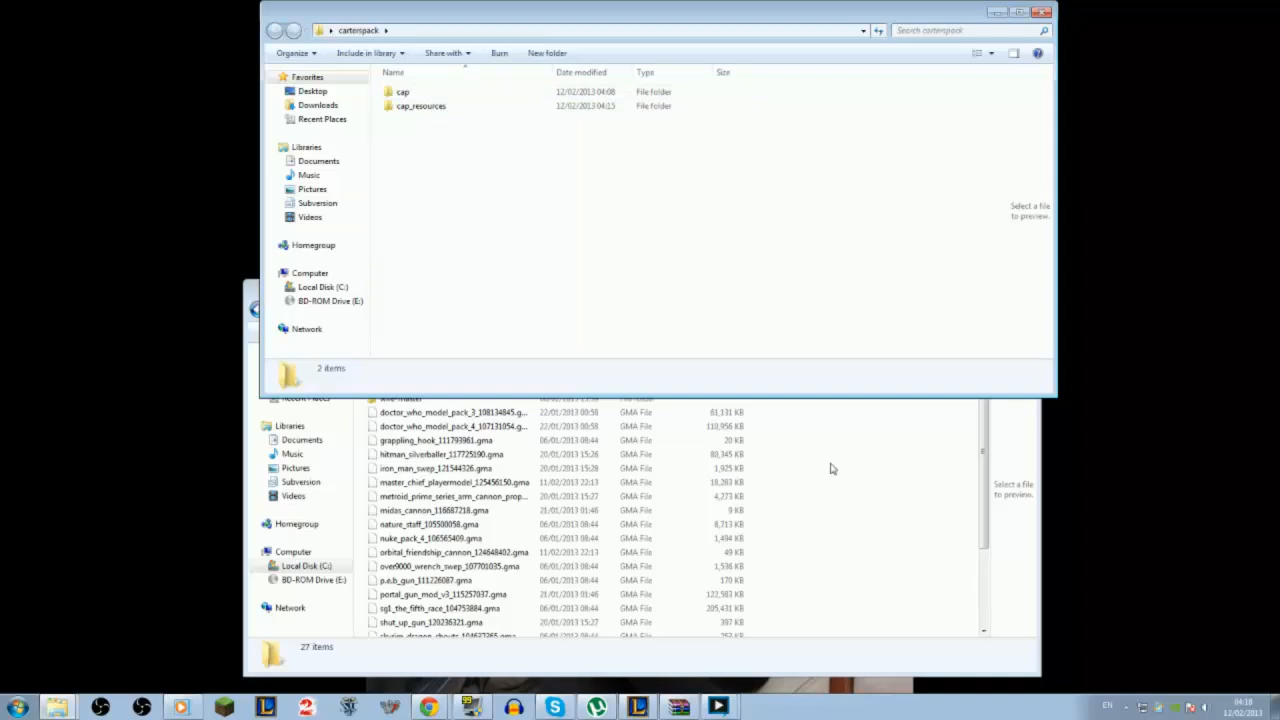 carterspack
Search carterspack
Organize
Include in library
Share with
Burn
New folder
Name
Date modified
Type
Size
Favorites
Desktop
Downloads
Recent Places
Libraries
Documents
Music
Pictures
Subversion
Videos
Homegroup
Computer
Local Disk (C:)
BD-ROM Drive (E:)
Network
cap 12/02/2013 04:08 File folder
cap_resources 12/02/2013 04:15 File folder
Select a file
to preview.
2 items
Libraries
Documents
Music
Pictures
Subversion
Videos
Homegroup
Computer
Local Disk (C:)
BD-ROM Drive (E:)
Network
doctor_who_model_pack_3_108134845.g... 22/01/2013 00:58 GMA File 61,131 KB
doctor_who_model_pack_4_107131054.g... 22/01/2013 00:58 GMA File 110,956 KB
grappling_hook_111793961.gma 06/01/2013 08:44 GMA File 20 KB
hitman_silverballer_117725190.gma 20/01/2013 15:26 GMA File 80,345 KB
iron_man_swep_121544326.gma 20/01/2013 15:28 GMA File 1,925 KB
master_chief_playermodel_125456150.gma 11/02/2013 22:13 GMA File 18,283 KB
metroid_prime_series_arm_cannon_prop... 20/01/2013 15:27 GMA File 4,273 KB
midas_cannon_116687218.gma 21/01/2013 01:46 GMA File 9 KB
nature_staff_105500058.gma 06/01/2013 08:44 GMA File 8,713 KB
nuke_pack_4_106565409.gma 06/01/2013 08:44 GMA File 1,494 KB
orbital_friendship_cannon_124648402.gma 11/02/2013 22:13 GMA File 49 KB
over9000_wrench_swep_107701035.gma 06/01/2013 08:44 GMA File 1,536 KB
p.e.b_gun_111226087.gma 06/01/2013 08:44 GMA File 170 KB
portal_gun_mod_v3_115257037.gma 21/01/2013 01:46 GMA File 122,583 KB
sg1_the_fifth_race_104753884.gma 06/01/2013 08:44 GMA File 205,431 KB
shut_up_gun_120236321.gma 20/01/2013 15:27 GMA File 397 KB
Select a file
to preview.
27 items
99
EN
04:18
12/02/2013